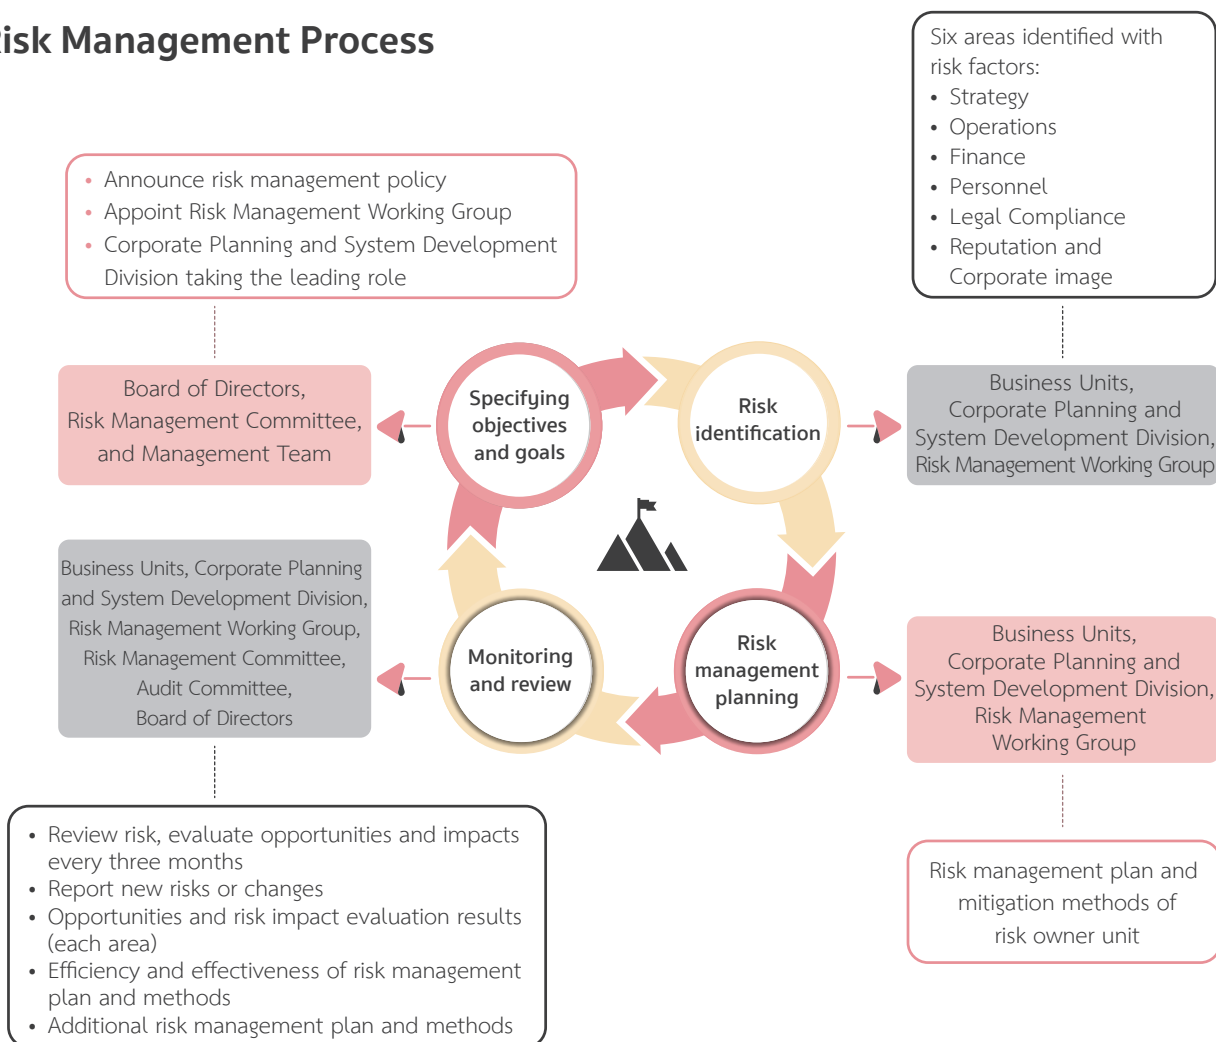 Risk Management Process
Six areas identified with
risk factors:
• Strategy
• Operations
• Finance
• Personnel
• Legal Compliance
• Reputation and
Corporate image
• Announce risk management policy
• Appoint Risk Management Working Group
• Corporate Planning and System Development
Division taking the leading role
Board of Directors,
Risk Management Committee,
and Management Team
Specifying
objectives
and goals
Risk
identification
Business Units,
Corporate Planning and
System Development Division,
Risk Management Working Group
Business Units, Corporate Planning
and System Development Division,
Risk Management Working Group,
Risk Management Committee,
Audit Committee,
Board of Directors
Monitoring
and review
Risk
management
planning
Business Units,
Corporate Planning and
System Development Division,
Risk Management
Working Group
• Review risk, evaluate opportunities and impacts
every three months
• Report new risks or changes
• Opportunities and risk impact evaluation results
(each area)
• Efficiency and effectiveness of risk management
plan and methods
• Additional risk management plan and methods
Risk management plan and
mitigation methods of
risk owner unit